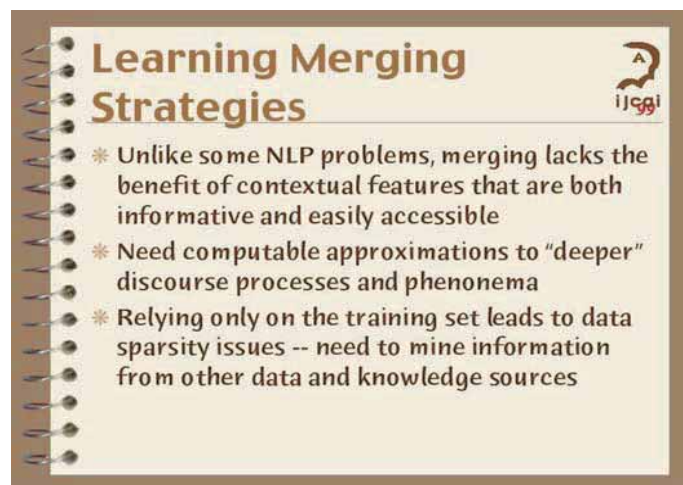 Learning Merging
Strategies
A
ijcai
99
Unlike some NLP problems, merging lacks the
benefit of contextual features that are both
informative and easily accessible
Need computable approximations to “deeper”
discourse processes and phenonema
Relying only on the training set leads to data
sparsity issues -- need to mine information
from other data and knowledge sources